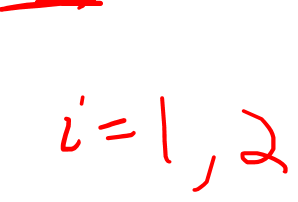 i = 1, 2